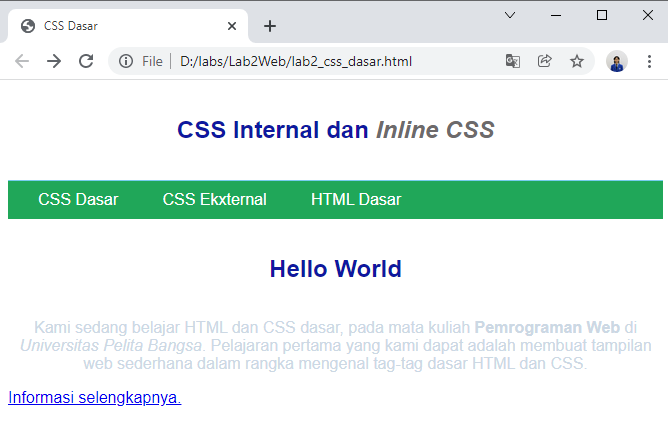 CSS Dasar
File | D:/labs/Lab2Web/lab2_css_dasar.html
CSS Internal dan Inline CSS
CSS Dasar CSS Ekxternal HTML Dasar
Hello World
Kami sedang belajar HTML dan CSS dasar, pada mata kuliah Pemrograman Web di
Universitas Pelita Bangsa. Pelajaran pertama yang kami dapat adalah membuat tampilan
web sederhana dalam rangka mengenal tag-tag dasar HTML dan CSS.
Informasi selengkapnya.